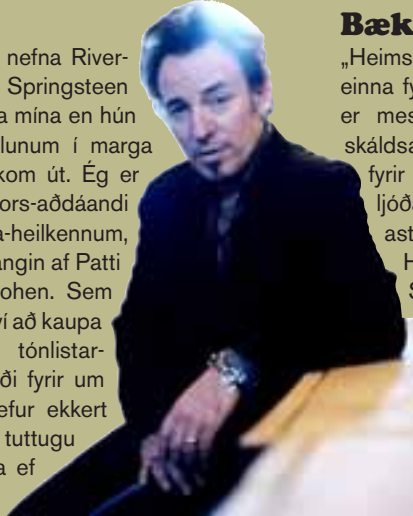 nefna River-
Springsteen
a mína en hún
lunum í marga
kom út. Ég er
ors-aðdáandi
a-heilkennum,
angin af Patti
ohen. Sem
ví að kaupa
tónlistar-
ði fyrir um
efur ekkert
tuttugu
a ef
Bæk
„Heims
einna fy
er mes
skáldsa
fyrir
ljóða
ast
H
S